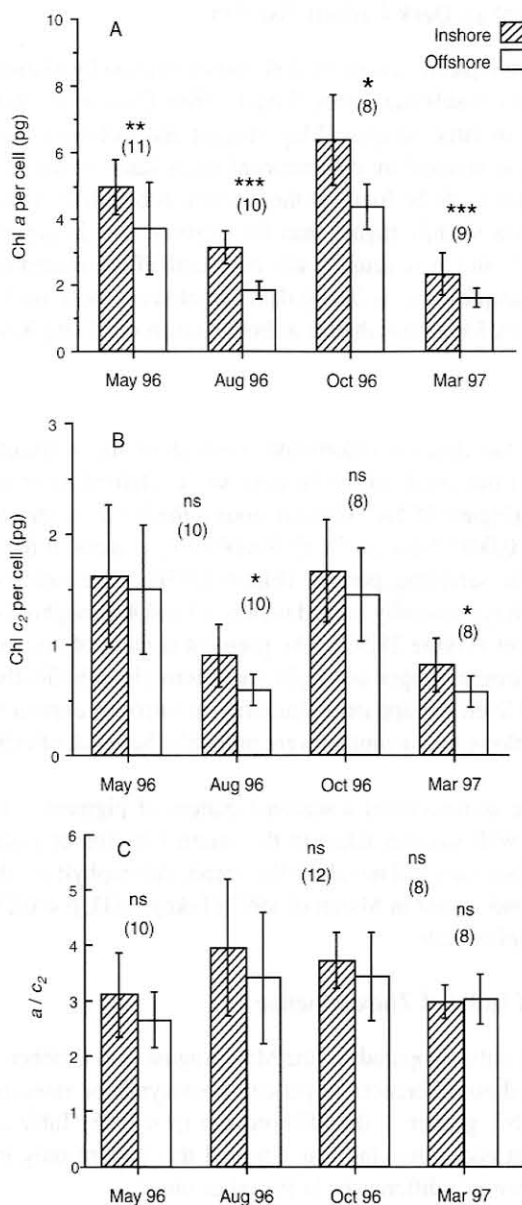 A
Inshore
Offshore
Chl a per cell (pg)
10
8
6
4
2
0
**
(11)
***
(10)
*
(8)
***
(9)
May 96
Aug 96
Oct 96
Mar 97
B
Chl c2 per cell (pg)
3
2
1
0
ns
(10)
*
(10)
ns
(8)
*
(8)
May 96
Aug 96
Oct 96
Mar 97
C
a / c2
6
5
4
3
2
1
0
ns
(10)
ns
(12)
ns
(8)
ns
(8)
May 96
Aug 96
Oct 96
Mar 97